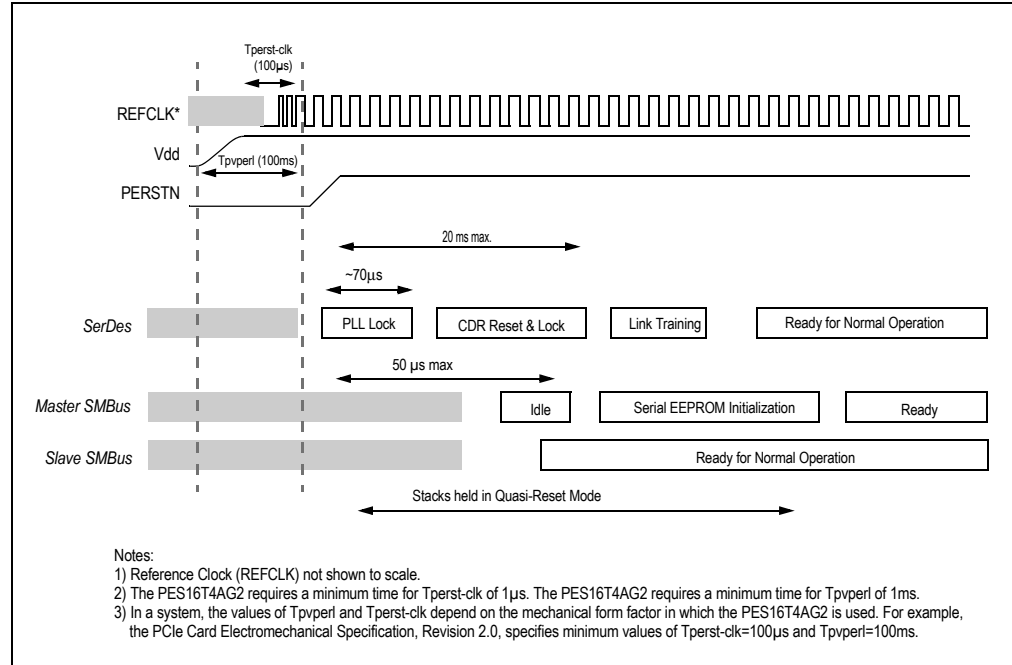 Tperst-clk
(100µs)
REFCLK*
Vdd
Tpvperl (100ms)
PERSTN
20 ms max.
~70µs
SerDes
PLL Lock
CDR Reset & Lock
Link Training
Ready for Normal Operation
50 µs max
Master SMBus
Idle
Serial EEPROM Initialization
Ready
Slave SMBus
Ready for Normal Operation
Stacks held in Quasi-Reset Mode
Notes:
1) Reference Clock (REFCLK) not shown to scale.
2) The PES16T4AG2 requires a minimum time for Tperst-clk of 1µs. The PES16T4AG2 requires a minimum time for Tpvperl of 1ms.
3) In a system, the values of Tpvperl and Tperst-clk depend on the mechanical form factor in which the PES16T4AG2 is used. For example,
the PCIe Card Electromechanical Specification, Revision 2.0, specifies minimum values of Tperst-clk=100µs and Tpvperl=100ms.